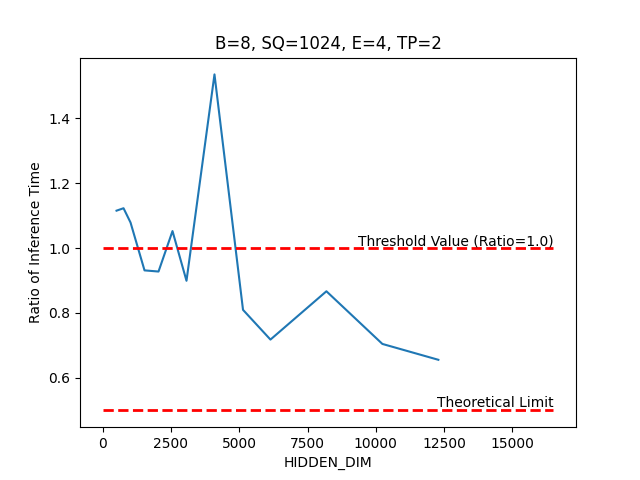 B=8, SQ=1024, E=4, TP=2
Ratio of Inference Time
1.4
1.2
1.0
0.8
0.6
Threshold Value (Ratio=1.0)
Theoretical Limit
0 2500 5000 7500 10000 12500 15000
HIDDEN_DIM